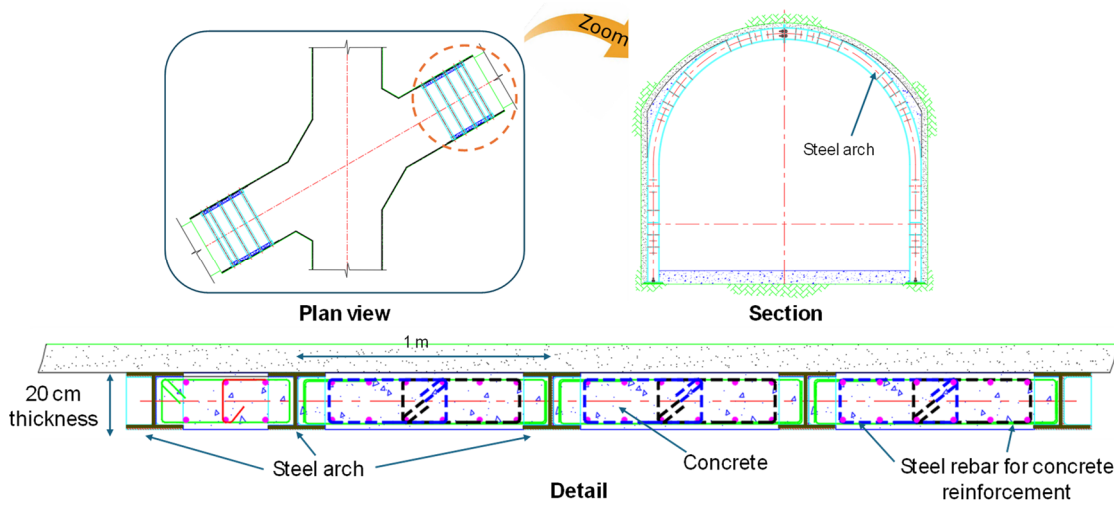 Zoom
Steel arch
Plan view
Section
1 m
20 cm
thickness
Steel arch
Concrete
Steel rebar for concrete
reinforcement
Detail